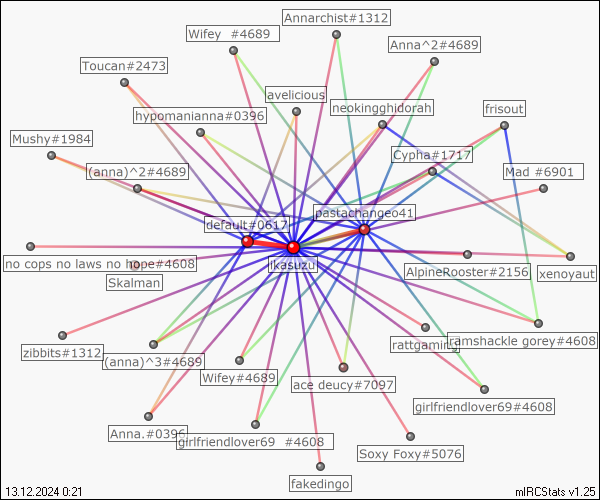 Annarchist#1312
Wifey #4689
Anna^2#4689
Toucan#2473
avelicious
hypomanianna#0396
neokingghidorah
frisout
Mushy#1984
Cypha#1717
(anna)^2#4689
Mad #6901
pastachange041
default#0617
no cops no laws no hope#4608
ikasuzu
AlpineRooster#2156
xenoyaut
Skalman
zibbits#1312
(anna)^3#4689
rattgaming
ramshackle gorey#4608
Wifey#4689
ace deucy#7097
girlfriendlover69#4608
Anna.#0396
girlfriendlover69 #4608
Soxy Foxy#5076
fakedingo
13.12.2024 0:21
mIRCStats v1.25